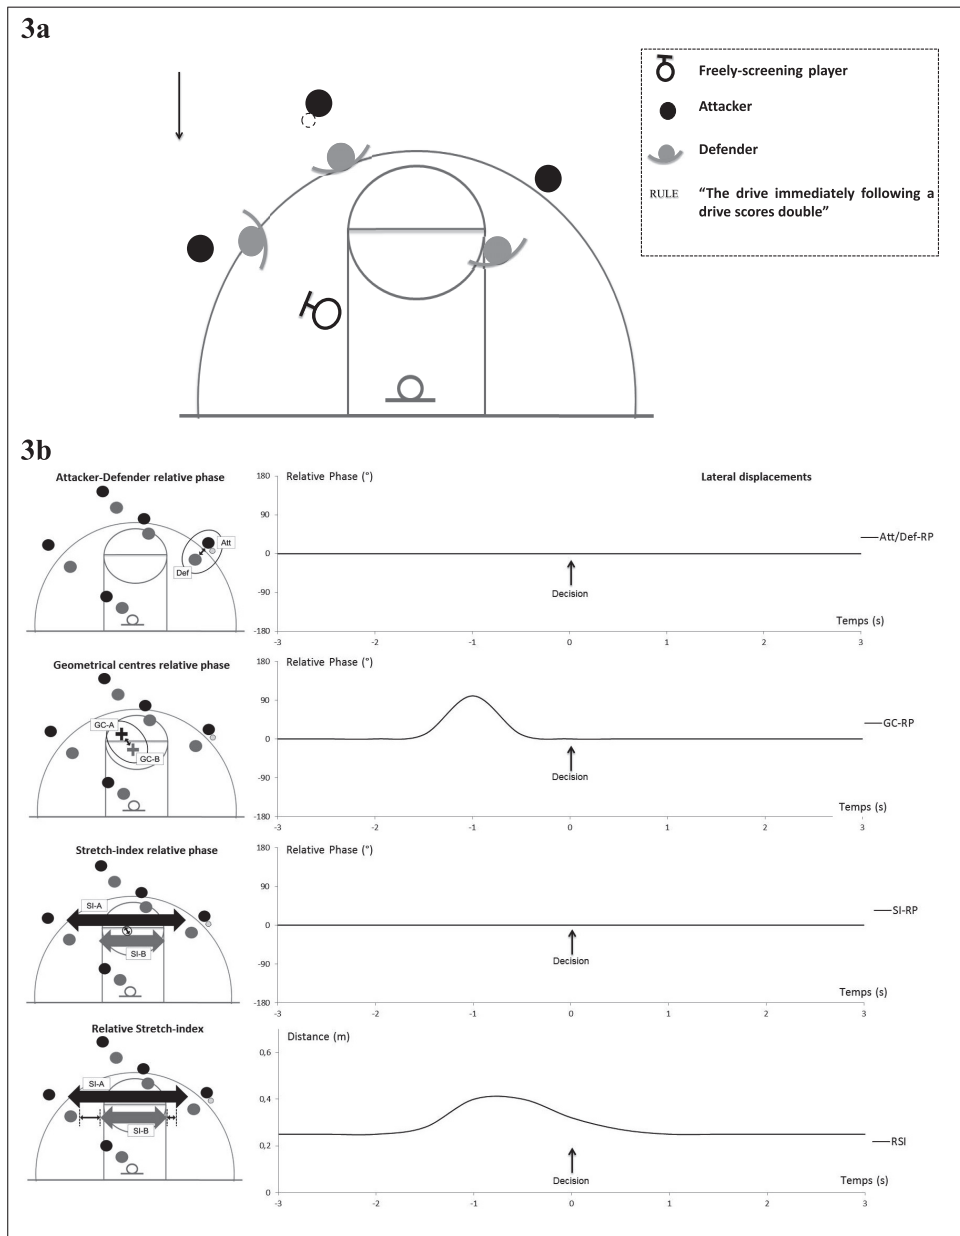 3a
Freely-screening player
Attacker
Defender
RULE “The drive immediately following a
drive scores double”
3b
Attacker-Defender relative phase
Att
Def
Relative Phase (°)
Lateral displacements
180
90
0
-90
-180
Att/Def-RP
Decision
Temps (s)
-3 -2 -1 0 1 2 3
Geometrical centres relative phase
GC-A
GC-B
Relative Phase (°)
180
90
0
-90
-180
GC-RP
Decision
Temps (s)
-3 -2 -1 0 1 2 3
Stretch-index relative phase
SI-A
SI-B
Relative Phase (°)
180
90
0
-90
-180
SI-RP
Decision
Temps (s)
-3 -2 -1 0 1 2 3
Relative Stretch-index
SI-A
SI-B
Distance (m)
0,6
0,4
0,2
0
RSI
Decision
Temps (s)
-3 -2 -1 0 1 2 3